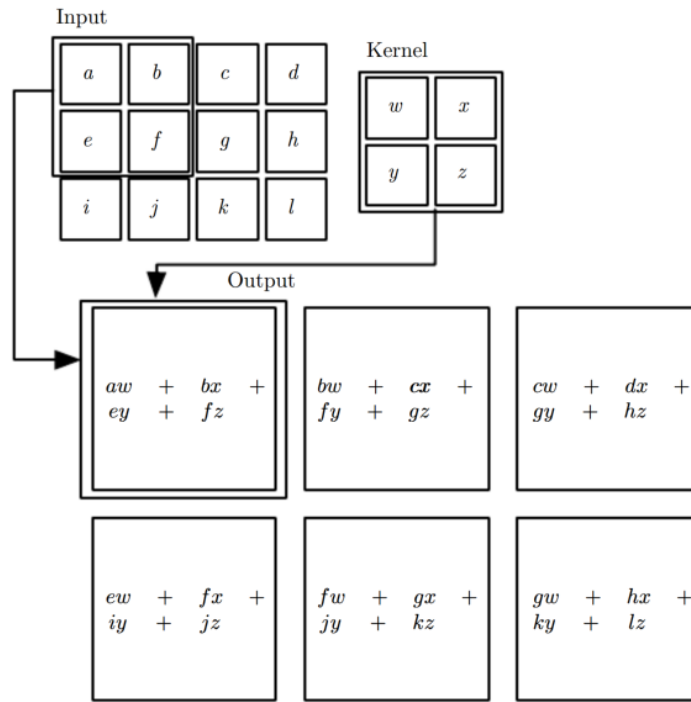 Input
Kernel
a b c d
w x
e f g h
y z
i j k l
Output
aw + bx +
ey + fz
bw + cx +
fy + gz
cw + dx +
gy + hz
ew + fx +
iy + jz
fw + gx +
jy + kz
gw + hx +
ky + lz